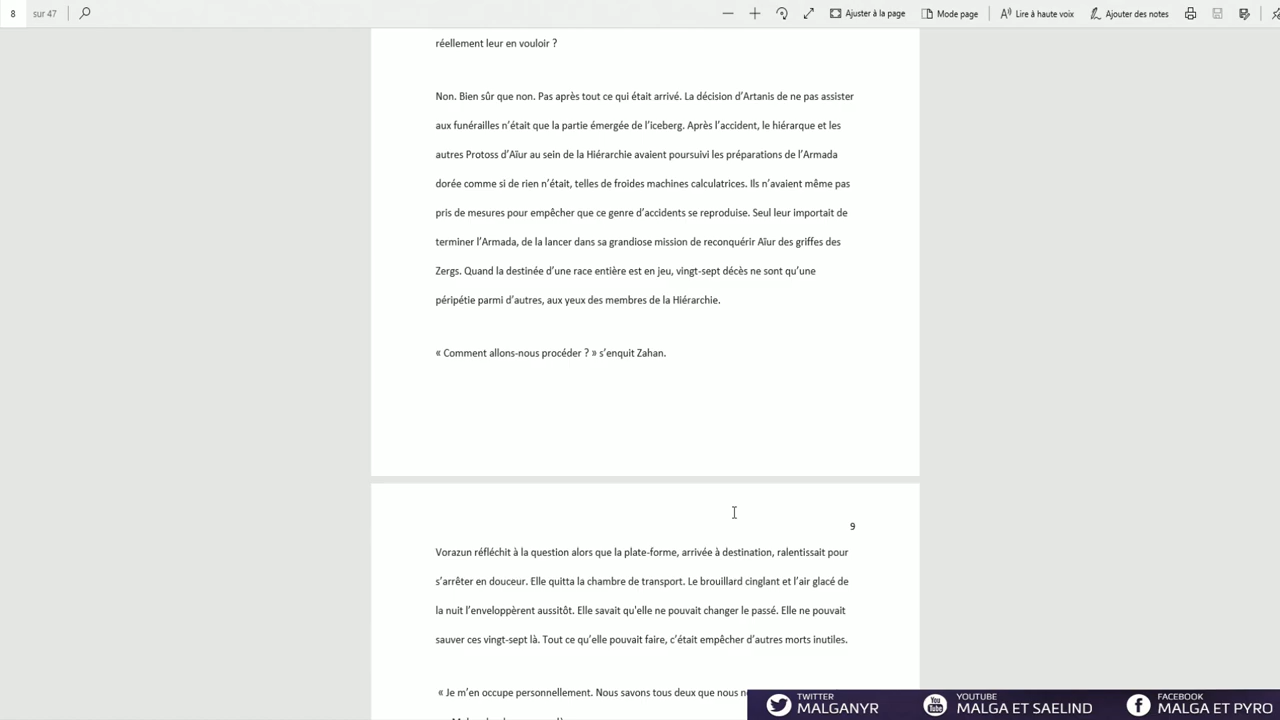 8 sur 47
Ajuster à la page
Mode page
Lire à haute voix
Ajouter des notes
réellement leur en vouloir ?
Non. Bien sûr que non. Pas après tout ce qui était arrivé. La décision d'Artanis de ne pas assister
aux funérailles n'était que la partie émergée de l'iceberg. Après l'accident, le hiérarque et les
autres Protoss d'Aïur au sein de la Hiérarchie avaient poursuivi les préparations de l'Armada
dorée comme si de rien n'était, telles de froides machines calculatrices. Ils n'avaient même pas
pris de mesures pour empêcher que ce genre d'accidents se reproduise. Seul leur importait de
terminer l'Armada, de la lancer dans sa grandiose mission de reconquérir Aïur des griffes des
Zergs. Quand la destinée d'une race entière est en jeu, vingt-sept décès ne sont qu'une
péripétie parmi d'autres, aux yeux des membres de la Hiérarchie.
« Comment allons-nous procéder ? » s'enquit Zahan.
9
Vorazun réfléchit à la question alors que la plate-forme, arrivée à destination, ralentissait pour
s'arrêter en douceur. Elle quitta la chambre de transport. Le brouillard cinglant et l'air glacé de
la nuit l'enveloppèrent aussitôt. Elle savait qu'elle ne pouvait changer le passé. Elle ne pouvait
sauver ces vingt-sept là. Tout ce qu'elle pouvait faire, c'était empêcher d'autres morts inutiles.
« Je m'en occupe personnellement. Nous savons tous deux que nous
TWITTER
MALGANYR
YOUTUBE
MALGA ET SAELIND
FACEBOOK
MALGA ET PYRO